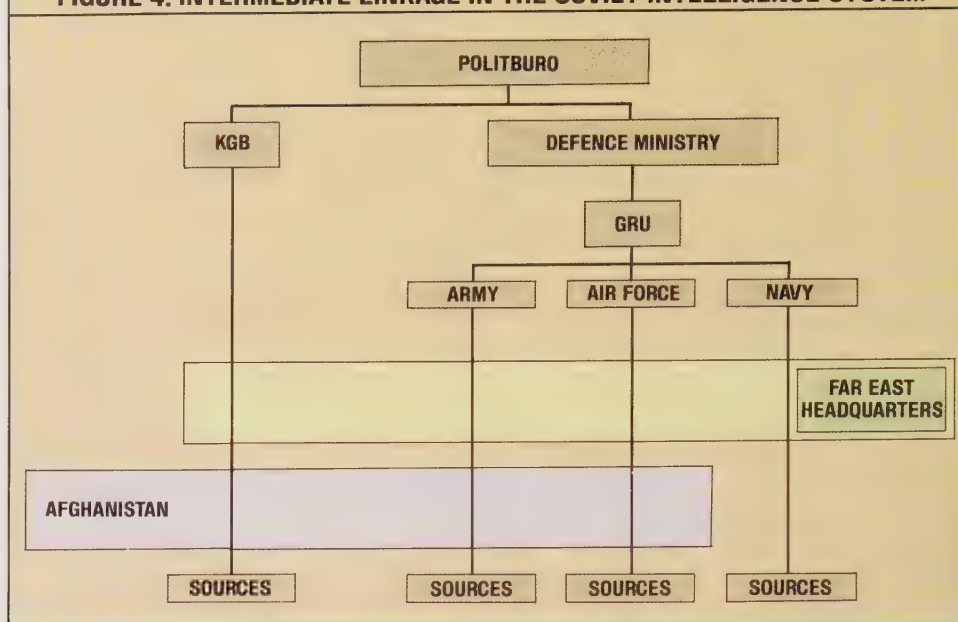 FIGURE 4: INTERMEDIATE LINKAGE IN THE SOVIET INTELLIGENCE SYSTEM
POLITBURO
KGB
DEFENCE MINISTRY
GRU
ARMY
AIR FORCE
NAVY
FAR EAST
HEADQUARTERS
AFGHANISTAN
SOURCES
SOURCES
SOURCES
SOURCES